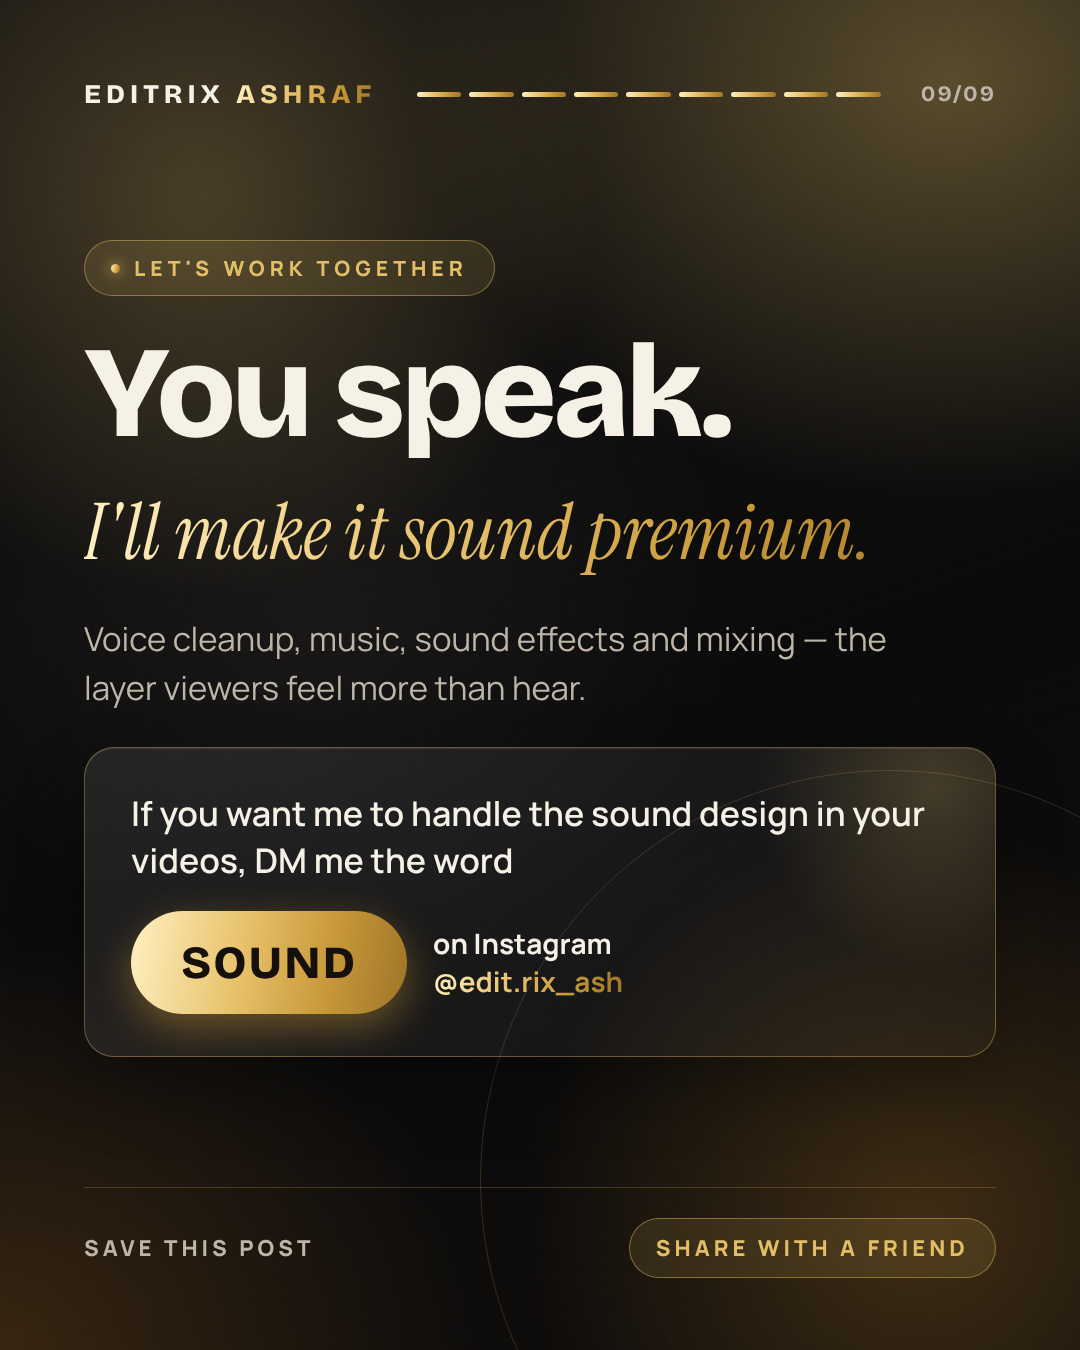 EDITRIX ASHRAF
09/09
LET'S WORK TOGETHER
You speak.
I'll make it sound premium.
Voice cleanup, music, sound effects and mixing — the
layer viewers feel more than hear.
If you want me to handle the sound design in your
videos, DM me the word
SOUND
on Instagram
@edit.rix_ash
SAVE THIS POST
SHARE WITH A FRIEND